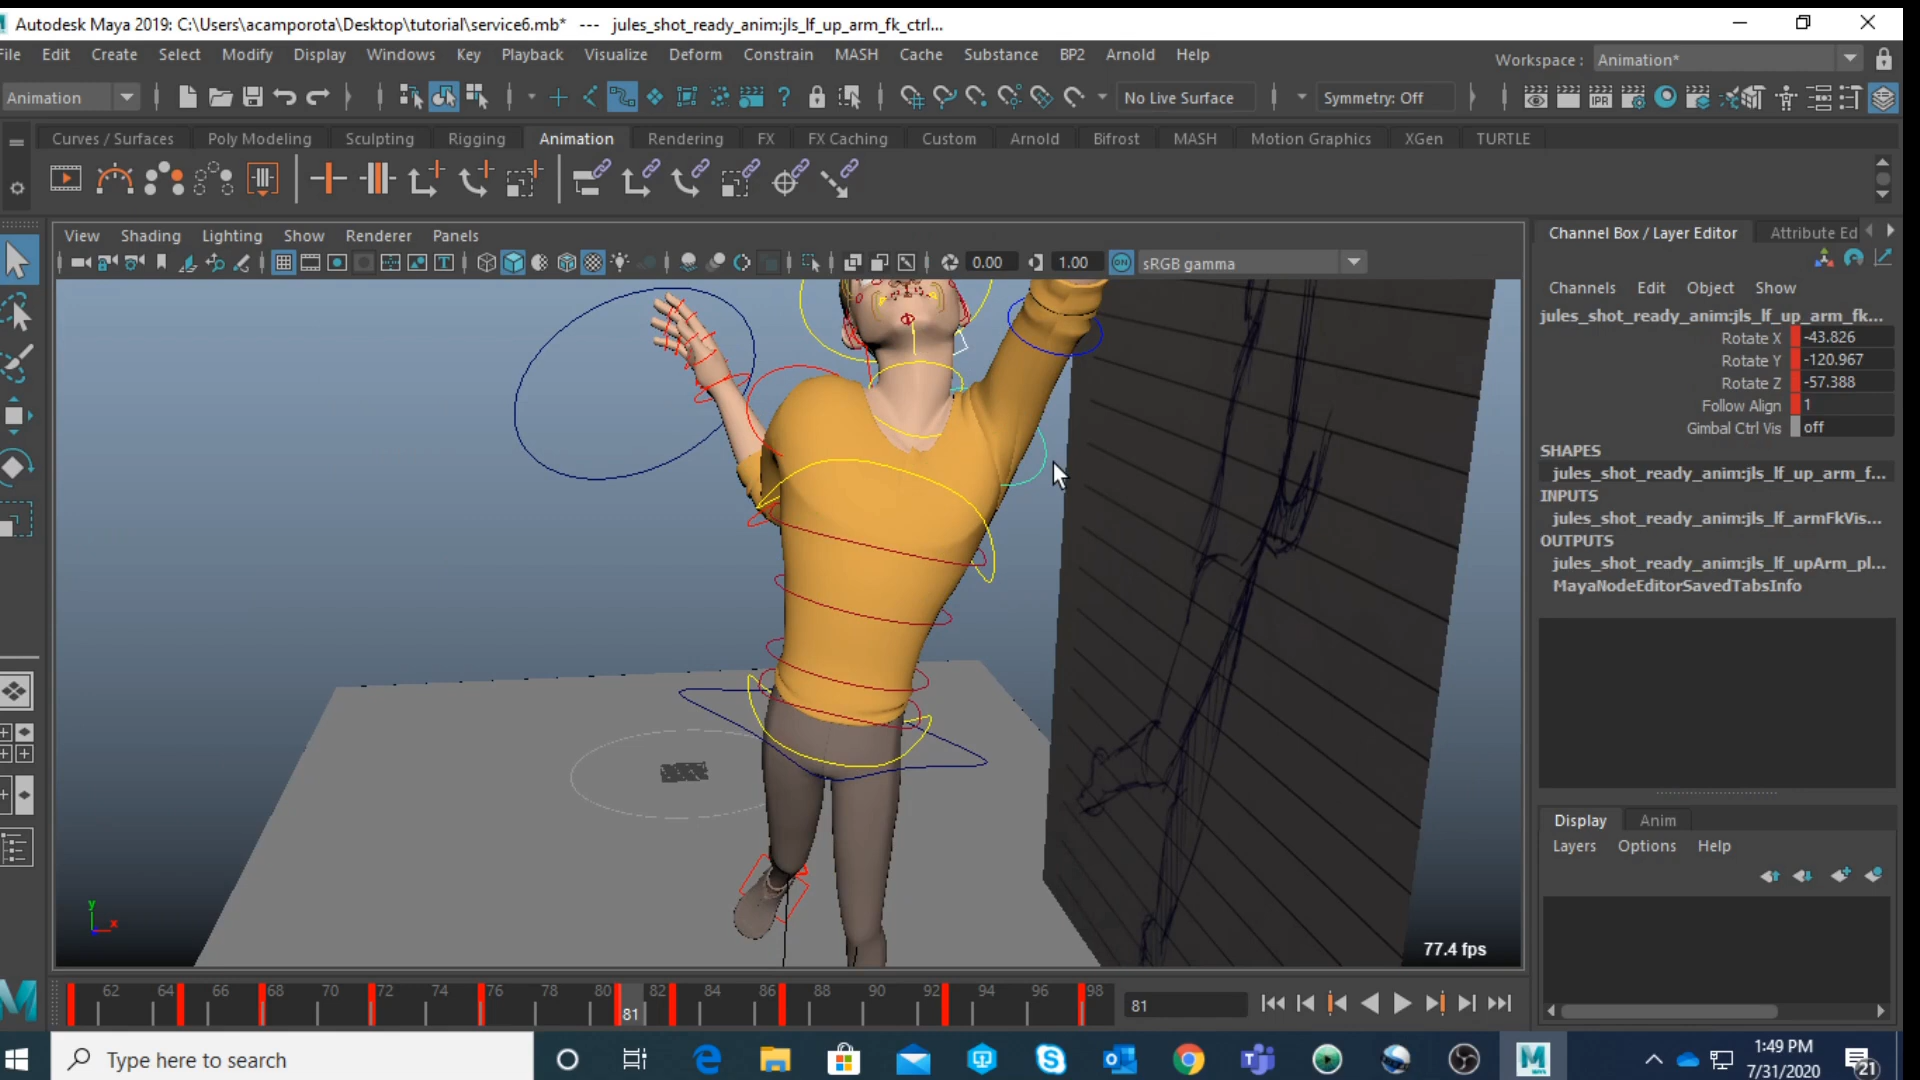 Autodesk Maya 2019: C:\Users\acamporota\Desktop\tutorial\service6.mb* --- jules_shot_ready_anim:jls_lf_up_arm_fk_ctrl...
File Edit Create Select Modify Display Windows Key Playback Visualize Deform Constrain MASH Cache Substance BP2 Arnold Help
Workspace : Animation*
Animation
No Live Surface
Symmetry: Off
IPR
Curves / Surfaces Poly Modeling Sculpting Rigging Animation Rendering FX FX Caching Custom Arnold Bifrost MASH Motion Graphics XGen TURTLE
View Shading Lighting Show Renderer Panels
0.00 1.00 ON sRGB gamma
Channel Box / Layer Editor Attribute Ed
Channels Edit Object Show
jules_shot_ready_anim:jls_lf_up_arm_fk...
Rotate X -43.826
Rotate Y -120.967
Rotate Z -57.388
Follow Align 1
Gimbal Ctrl Vis off
SHAPES
jules_shot_ready_anim:jls_lf_up_arm_f...
INPUTS
jules_shot_ready_anim:jls_lf_armFkVis...
OUTPUTS
jules_shot_ready_anim:jls_lf_upArm_pl...
MayaNodeEditorSavedTabsInfo
Display Anim
Layers Options Help
y
x
77.4 fps
62 64 66 68 70 72 74 76 78 80 82 84 86 88 90 92 94 96 98
81
81
Type here to search
1:49 PM
7/31/2020
21